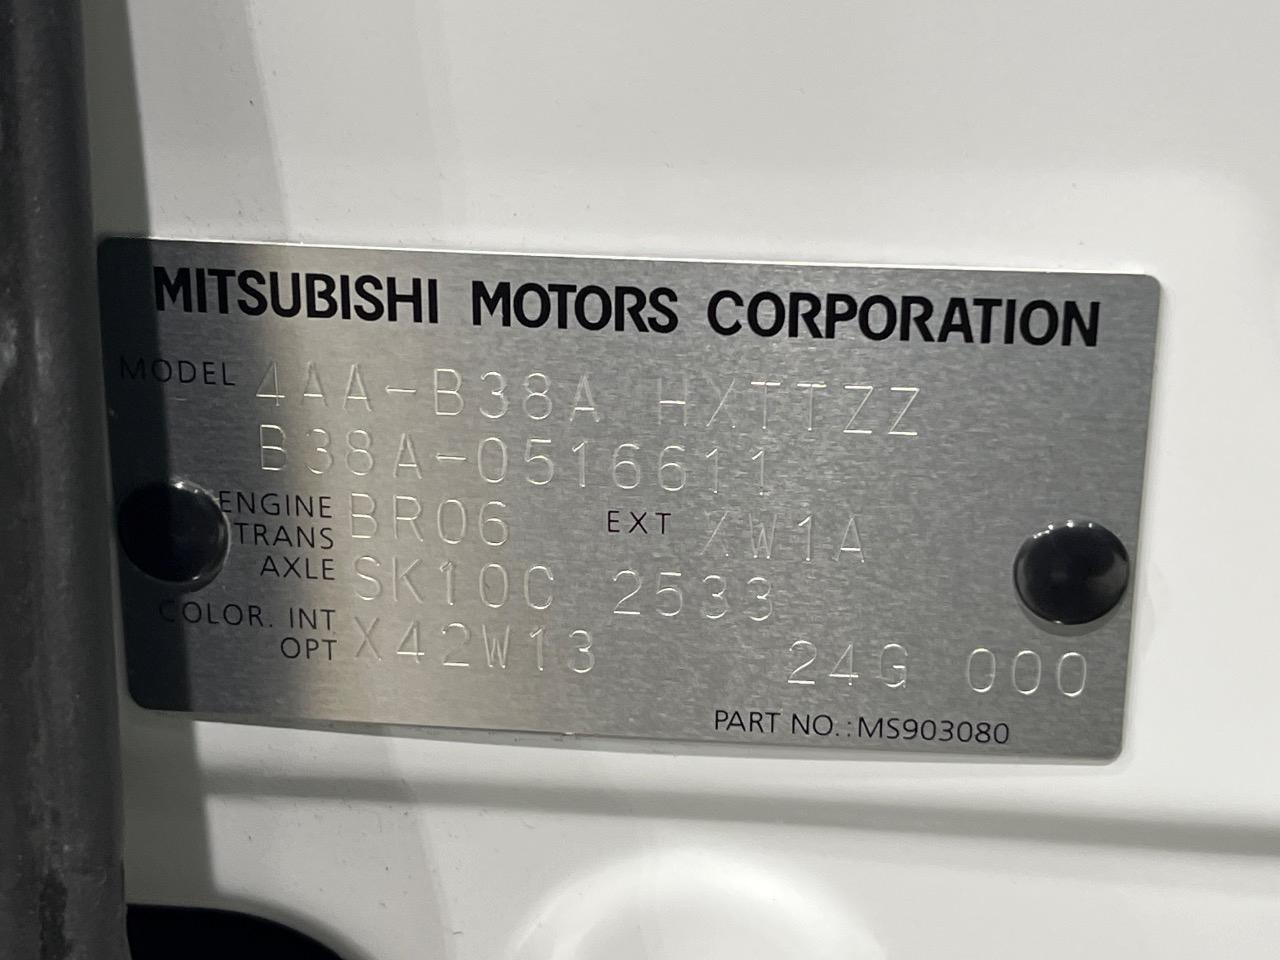 MITSUBISHI MOTORS CORPORATION
MODEL 4AA-B38A HXTTZZ
B38A-0516611
ENGINE BR06 EXT XW1A
TRANS
AXLE SK10C 2533
COLOR. INT
OPT X42W13 24G 000
PART NO.:MS903080